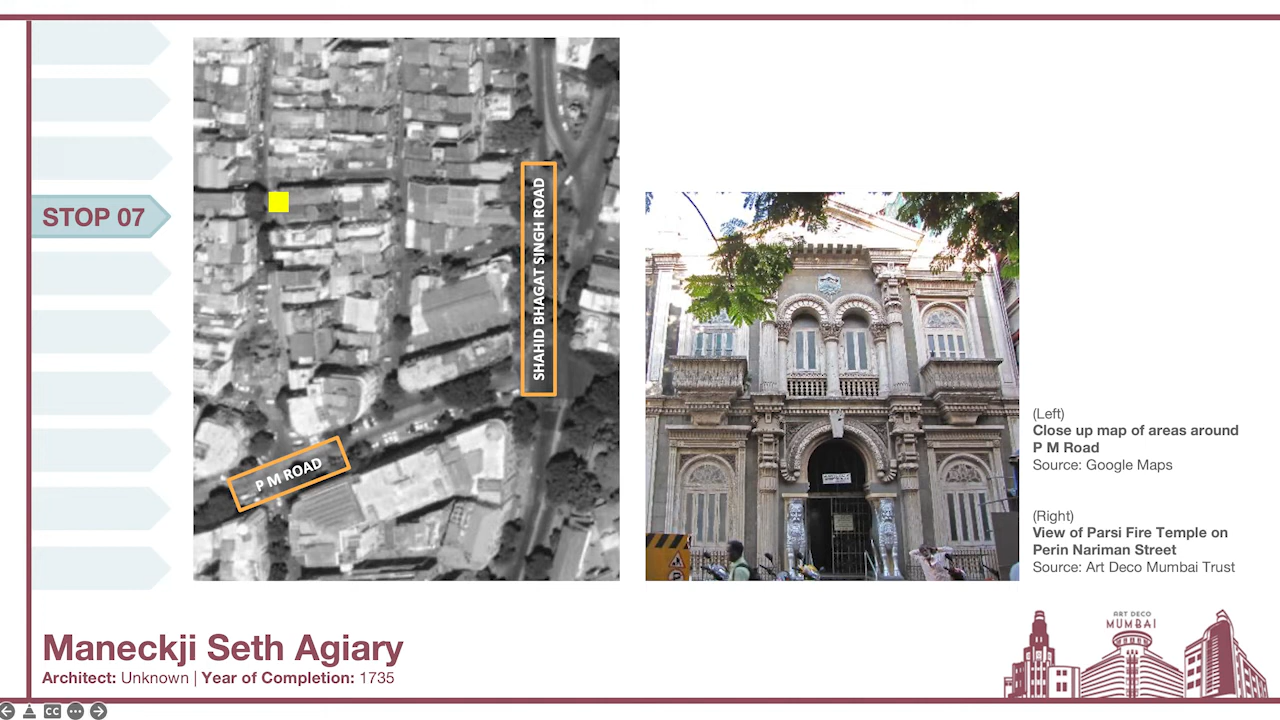 STOP 07
SHAHID BHAGAT SINGH ROAD
P M ROAD
(Left)
Close up map of areas around
P M Road
Source: Google Maps
(Right)
View of Parsi Fire Temple on
Perin Nariman Street
Source: Art Deco Mumbai Trust
Maneckji Seth Agiary
Architect: Unknown | Year of Completion: 1735
ART DECO
MUMBAI
CC